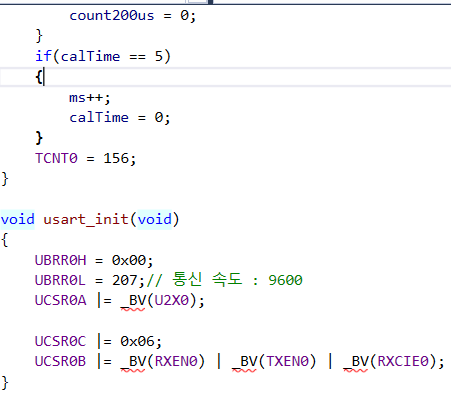 count200us = 0;
}
if(calTime == 5)
{
ms++;
calTime = 0;
}
TCNT0 = 156;
}
void usart_init(void)
{
UBRR0H = 0x00;
UBRR0L = 207;// 통신 속도 : 9600
UCSR0A |= _BV(U2X0);
UCSR0C |= 0x06;
UCSR0B |= _BV(RXEN0) | _BV(TXEN0) | _BV(RXCIE0);
}